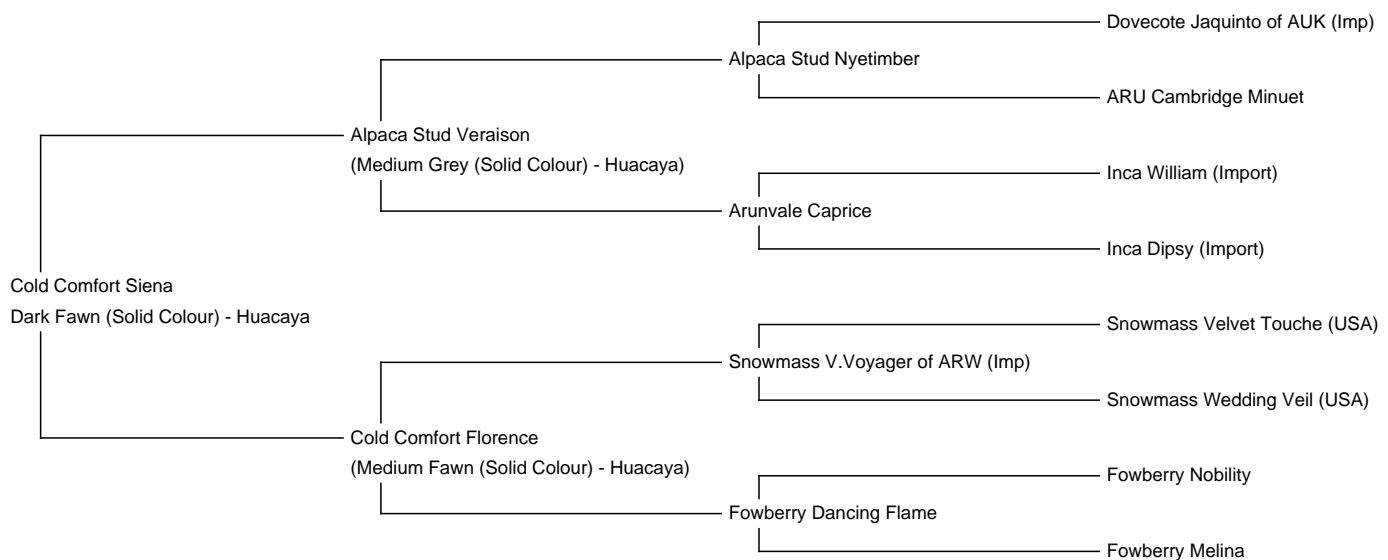 Dovecote Jaquinto of AUK (Imp)
Alpaca Stud Nyetimber
ARU Cambridge Minuet
Alpaca Stud Veraison
(Medium Grey (Solid Colour) - Huacaya)
Inca William (Import)
Arunvale Caprice
Inca Dipsy (Import)
Cold Comfort Siena
Dark Fawn (Solid Colour) - Huacaya
Snowmass Velvet Touche (USA)
Snowmass V.Voyager of ARW (Imp)
Snowmass Wedding Veil (USA)
Cold Comfort Florence
(Medium Fawn (Solid Colour) - Huacaya)
Fowberry Nobility
Fowberry Dancing Flame
Fowberry Melina